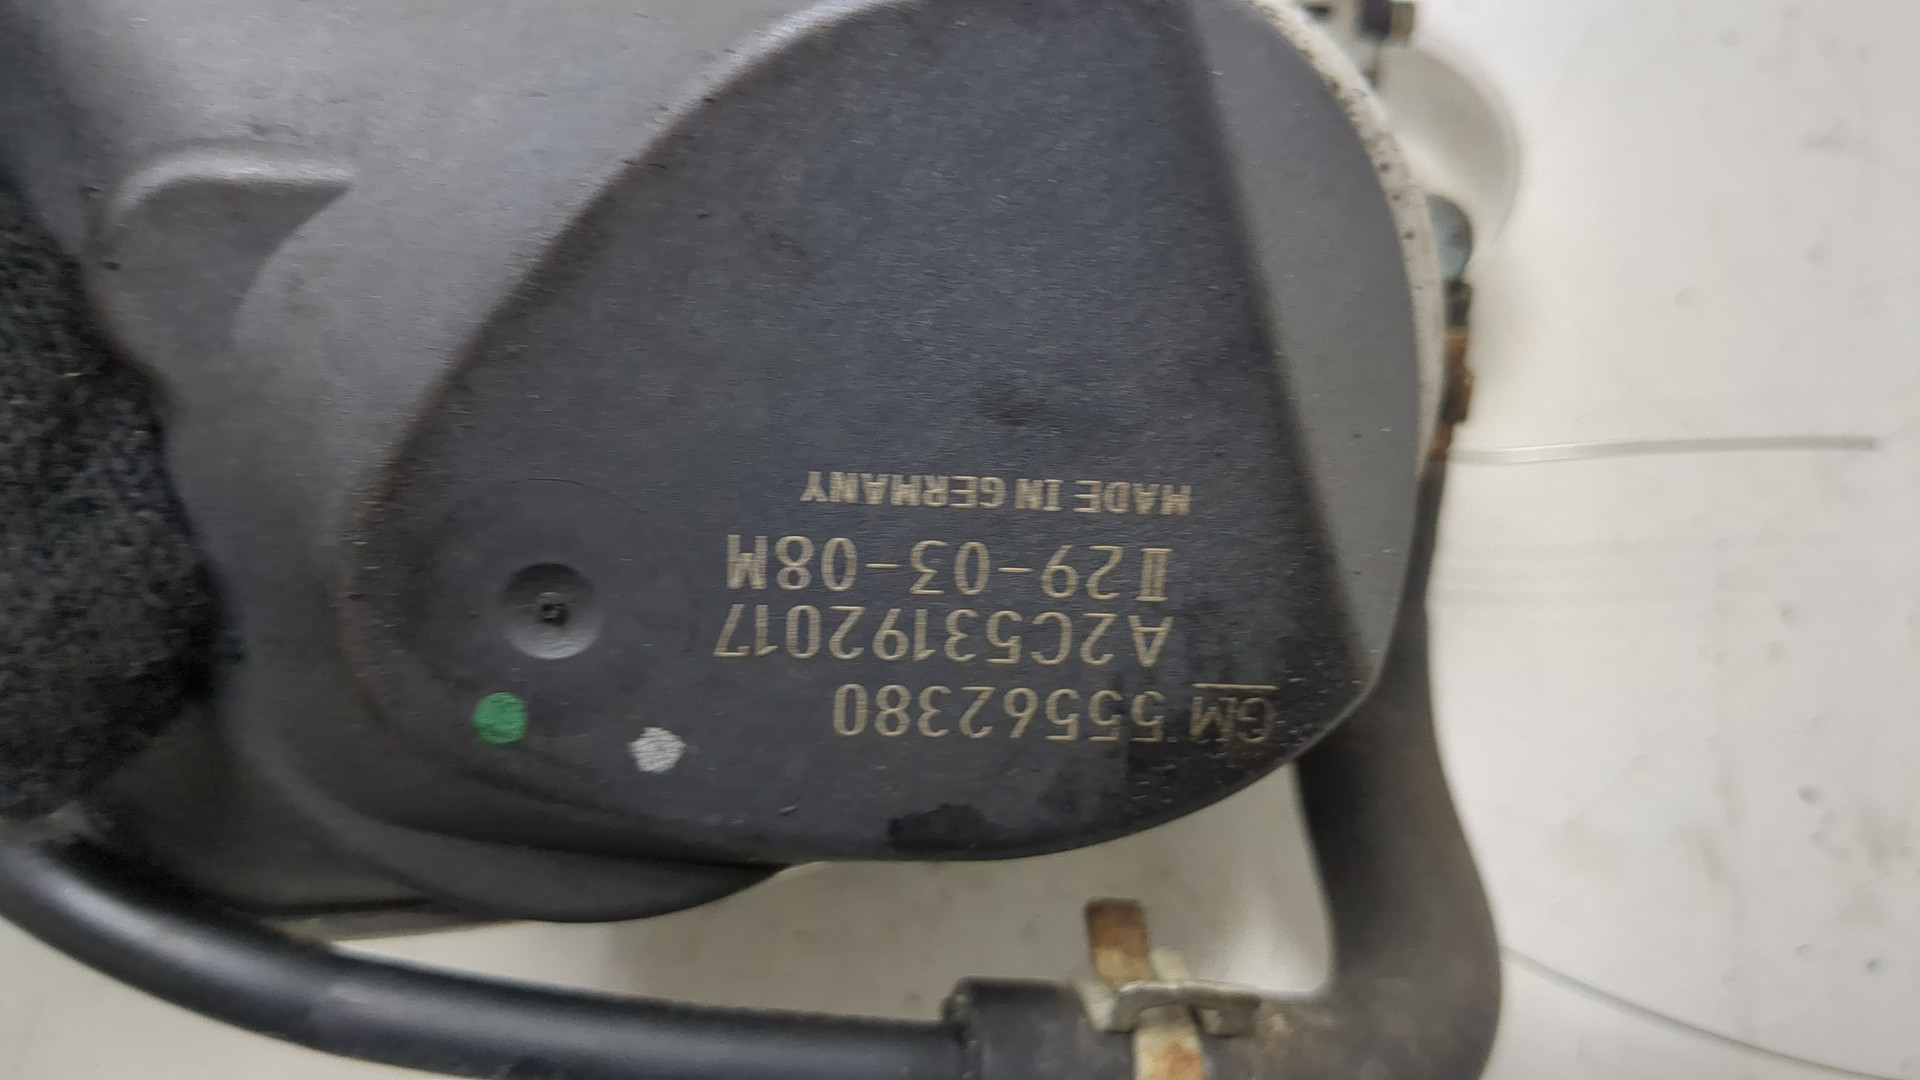 GM 55562380
A2C53192017
II 29-03-08M
MADE IN GERMANY